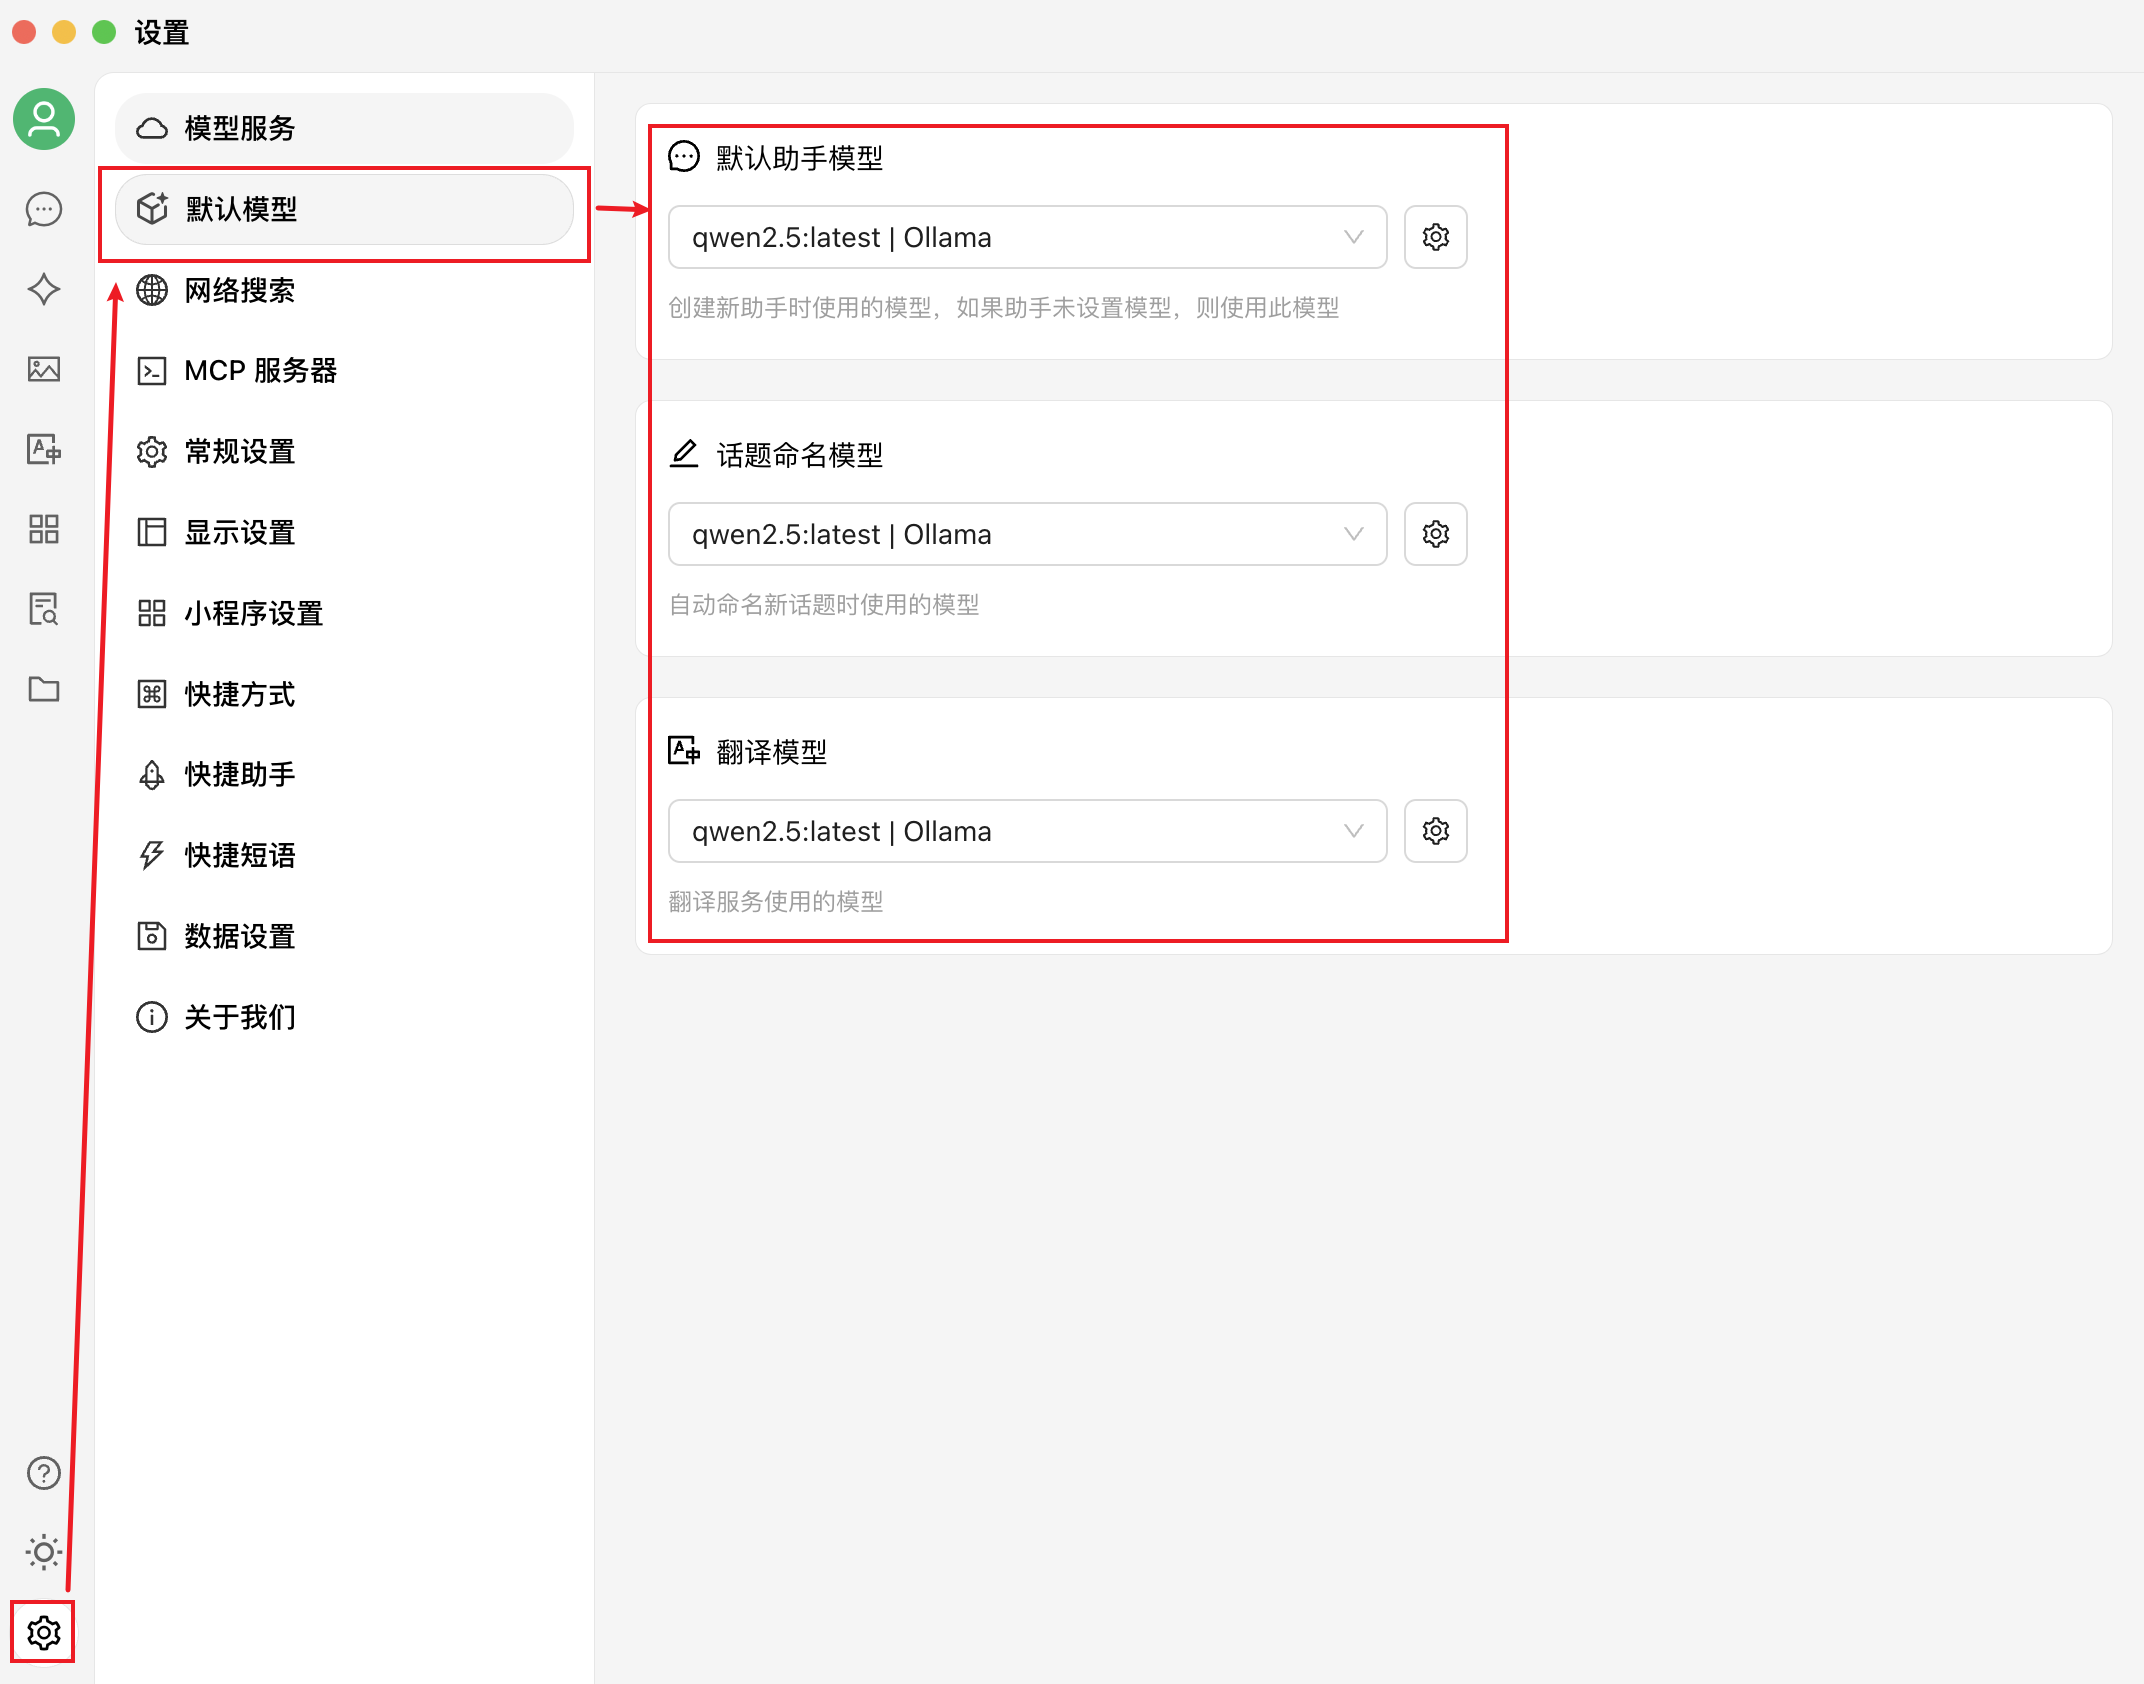 设置
模型服务
默认模型
网络搜索
MCP 服务器
常规设置
显示设置
小程序设置
快捷方式
快捷助手
快捷短语
数据设置
关于我们
默认助手模型
qwen2.5:latest | Ollama
创建新助手时使用的模型，如果助手未设置模型，则使用此模型
话题命名模型
qwen2.5:latest | Ollama
自动命名新话题时使用的模型
翻译模型
qwen2.5:latest | Ollama
翻译服务使用的模型